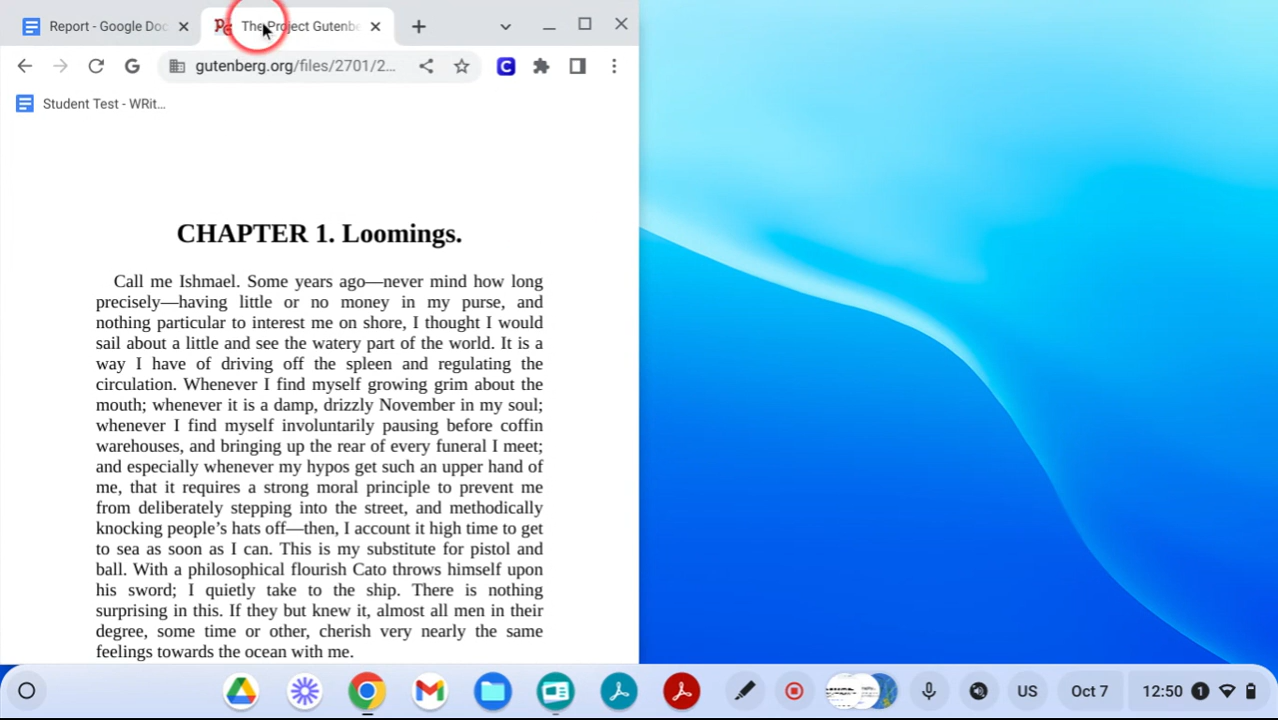 Report - Google Doc
The Project Gutenbe
gutenberg.org/files/2701/2...
Student Test - WRit...
CHAPTER 1. Loomings.
Call me Ishmael. Some years ago—never mind how long
precisely—having little or no money in my purse, and
nothing particular to interest me on shore, I thought I would
sail about a little and see the watery part of the world. It is a
way I have of driving off the spleen and regulating the
circulation. Whenever I find myself growing grim about the
mouth; whenever it is a damp, drizzly November in my soul;
whenever I find myself involuntarily pausing before coffin
warehouses, and bringing up the rear of every funeral I meet;
and especially whenever my hypos get such an upper hand of
me, that it requires a strong moral principle to prevent me
from deliberately stepping into the street, and methodically
knocking people’s hats off—then, I account it high time to get
to sea as soon as I can. This is my substitute for pistol and
ball. With a philosophical flourish Cato throws himself upon
his sword; I quietly take to the ship. There is nothing
surprising in this. If they but knew it, almost all men in their
degree, some time or other, cherish very nearly the same
feelings towards the ocean with me.
US
Oct 7
12:50
1